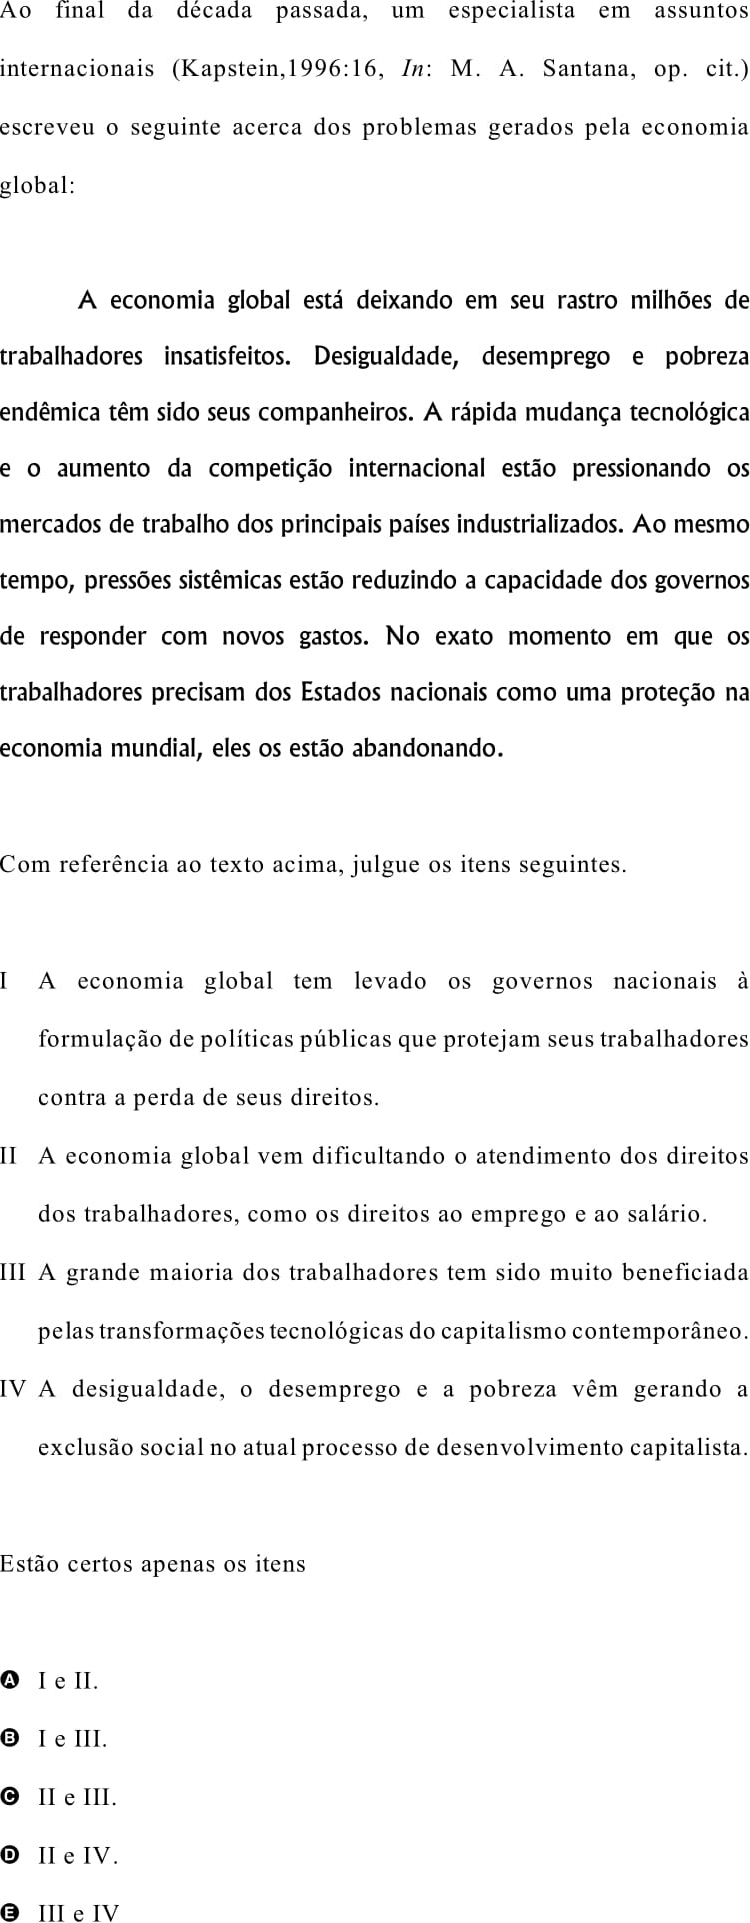 Ao final da década passada, um especialista em assuntos
internacionais (Kapstein,1996:16, In: M. A. Santana, op. cit.)
escreveu o seguinte acerca dos problemas gerados pela economia
global:
A economia global está deixando em seu rastro milhões de
trabalhadores insatisfeitos. Desigualdade, desemprego e pobreza
endêmica têm sido seus companheiros. A rápida mudança tecnológica
e o aumento da competição internacional estão pressionando os
mercados de trabalho dos principais países industrializados. Ao mesmo
tempo, pressões sistêmicas estão reduzindo a capacidade dos governos
de responder com novos gastos. No exato momento em que os
trabalhadores precisam dos Estados nacionais como uma proteção na
economia mundial, eles os estão abandonando.
Com referência ao texto acima, julgue os itens seguintes.
I A economia global tem levado os governos nacionais à
formulação de políticas públicas que protejam seus trabalhadores
contra a perda de seus direitos.
II A economia global vem dificultando o atendimento dos direitos
dos trabalhadores, como os direitos ao emprego e ao salário.
III A grande maioria dos trabalhadores tem sido muito beneficiada
pelas transformações tecnológicas do capitalismo contemporâneo.
IV A desigualdade, o desemprego e a pobreza vêm gerando a
exclusão social no atual processo de desenvolvimento capitalista.
Estão certos apenas os itens
A I e II.
B I e III.
C II e III.
D II e IV.
E III e IV